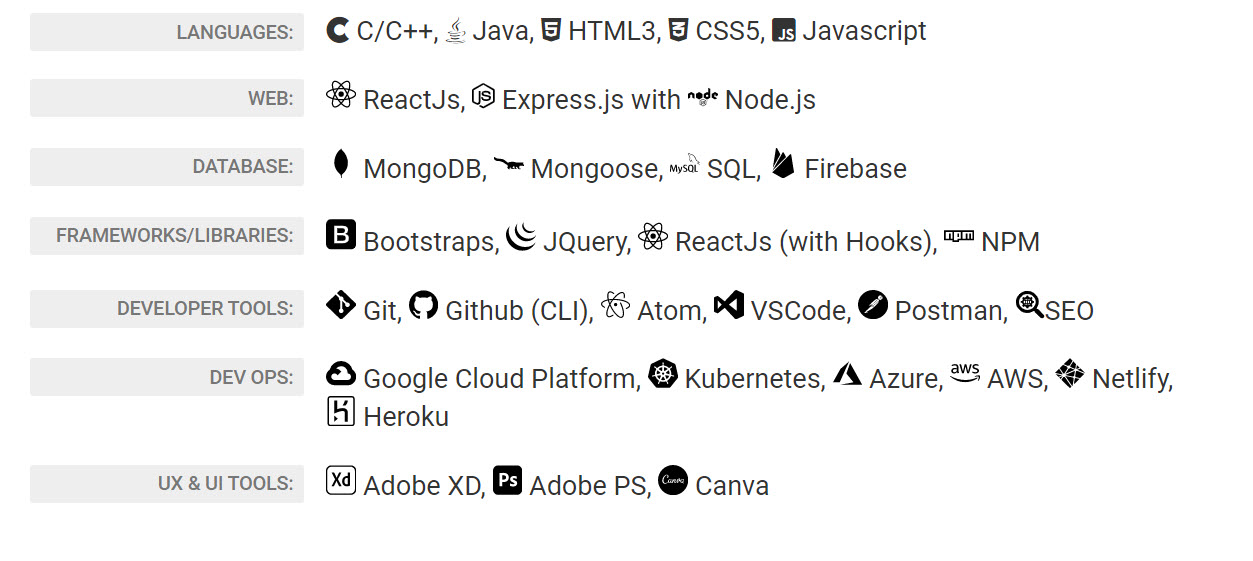 LANGUAGES: C/C++, Java, HTML3, CSS5, JS Javascript
WEB: ReactJs, JS Express.js with node JS Node.js
DATABASE: MongoDB, Mongoose, MySQL SQL, Firebase
FRAMEWORKS/LIBRARIES: B Bootstraps, JQuery, ReactJs (with Hooks), npm NPM
DEVELOPER TOOLS: Git, Github (CLI), Atom, VSCode, Postman, SEO
DEV OPS: Google Cloud Platform, Kubernetes, Azure, aws AWS, Netlify,
Heroku
UX & UI TOOLS: Xd Adobe XD, Ps Adobe PS, Canva Canva